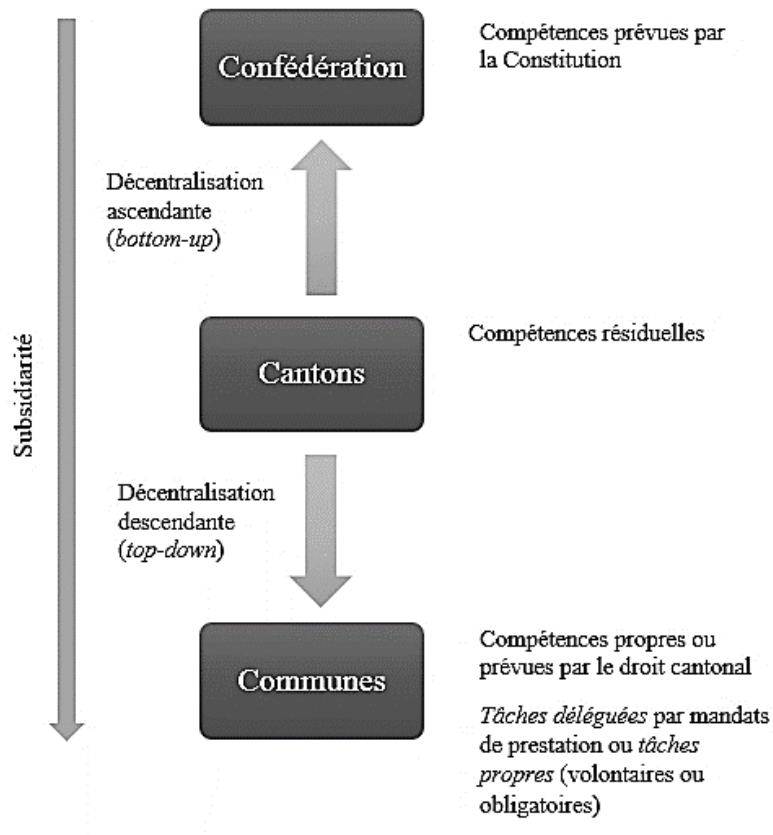 Confédération
Compétences prévues par
la Constitution
Décentralisation
ascendante
(bottom-up)
Subsidiarité
Cantons
Compétences résiduelles
Décentralisation
descendante
(top-down)
Communes
Compétences propres ou
prévues par le droit cantonal
Tâches déléguées par mandats
de prestation ou tâches
propres (volontaires ou
obligatoires)